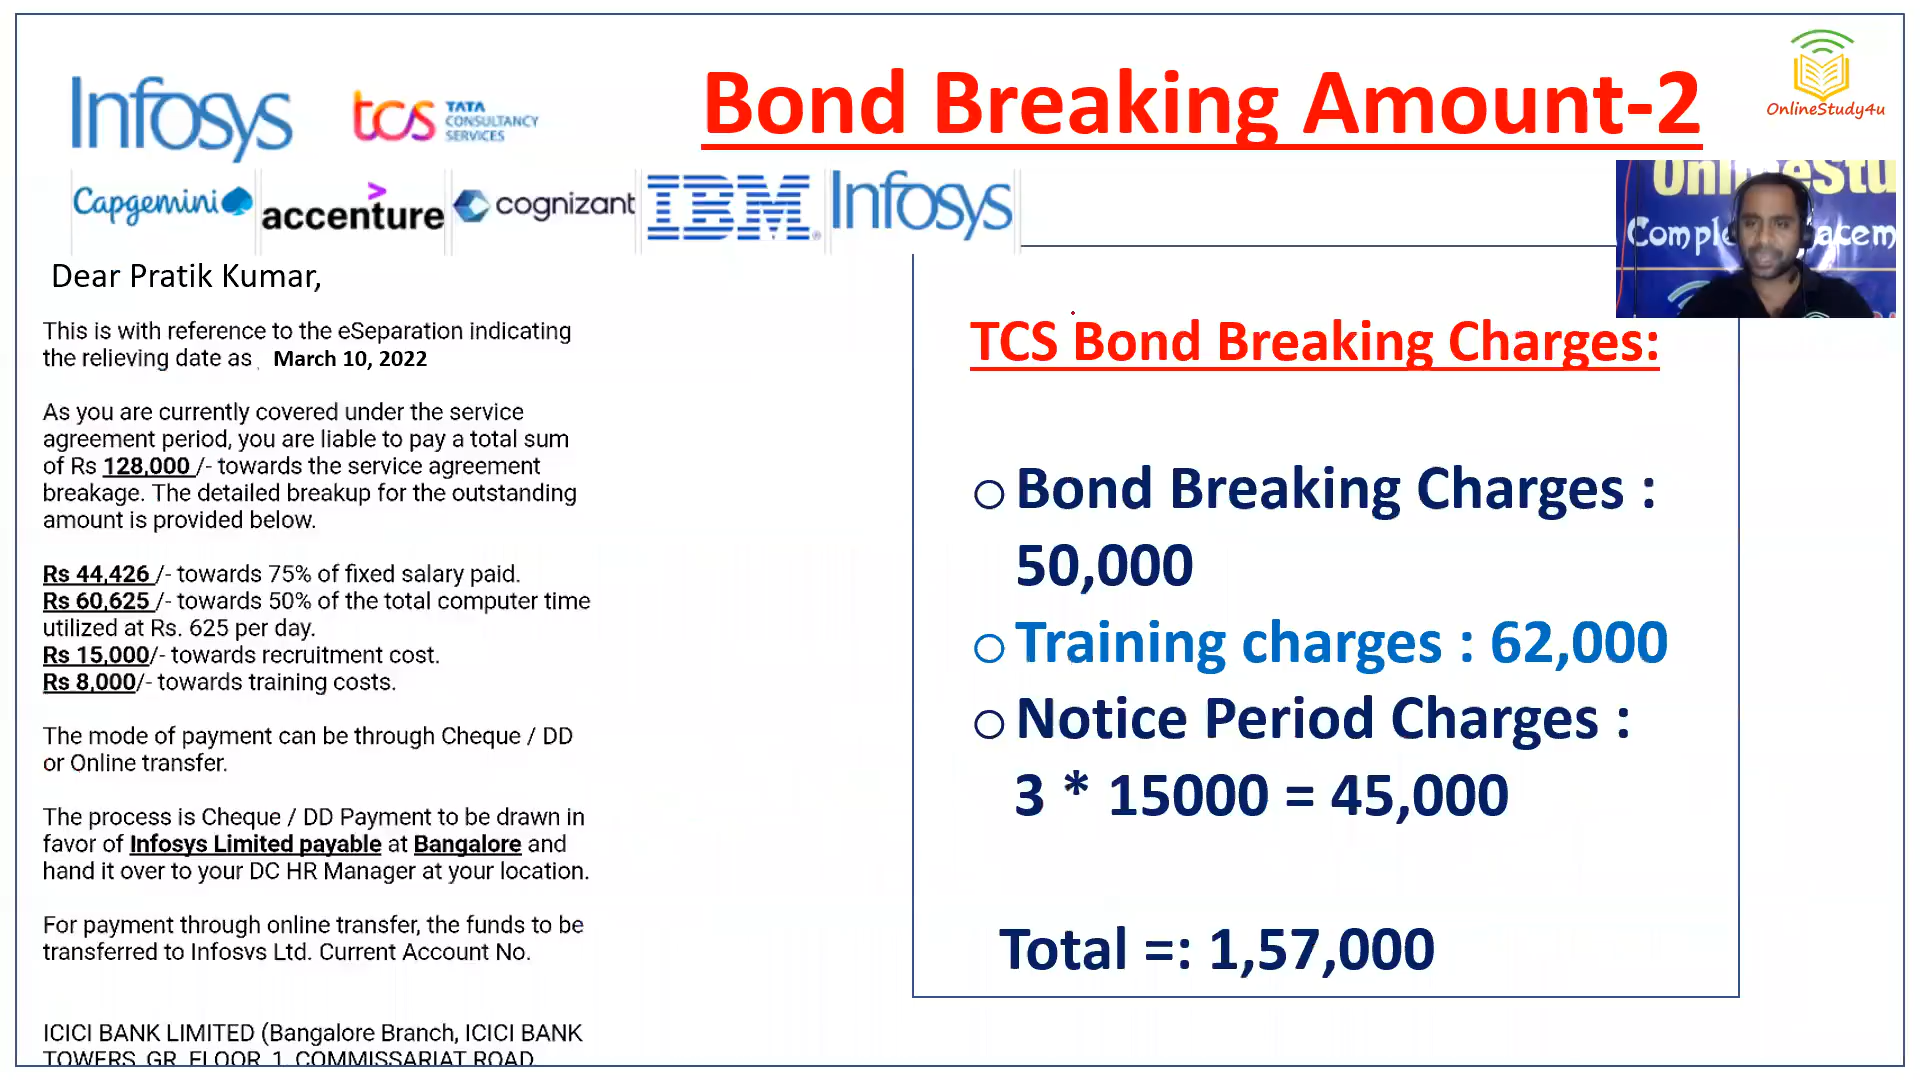 Infosys
tcs TATA CONSULTANCY SERVICES
Bond Breaking Amount-2
OnlineStudy4u
Capgemini
accenture
cognizant
IBM
Infosys
Dear Pratik Kumar,
This is with reference to the eSeparation indicating
the relieving date as March 10, 2022
As you are currently covered under the service
agreement period, you are liable to pay a total sum
of Rs 128,000 /- towards the service agreement
breakage. The detailed breakup for the outstanding
amount is provided below.
Rs 44,426 /- towards 75% of fixed salary paid.
Rs 60,625 /- towards 50% of the total computer time
utilized at Rs. 625 per day.
Rs 15,000/- towards recruitment cost.
Rs 8,000/- towards training costs.
The mode of payment can be through Cheque / DD
or Online transfer.
The process is Cheque / DD Payment to be drawn in
favor of Infosys Limited payable at Bangalore and
hand it over to your DC HR Manager at your location.
For payment through online transfer, the funds to be
transferred to Infosys Ltd. Current Account No.
ICICI BANK LIMITED (Bangalore Branch, ICICI BANK
TOWERS, GR. FLOOR, 1, COMMISSARIAT ROAD
TCS Bond Breaking Charges:
○ Bond Breaking Charges :
50,000
○ Training charges : 62,000
○ Notice Period Charges :
3 * 15000 = 45,000
Total =: 1,57,000